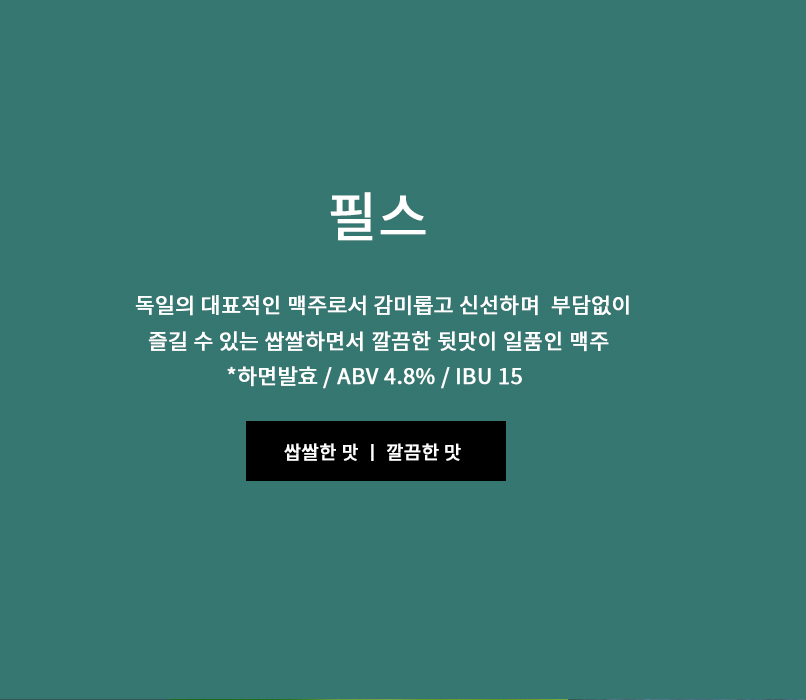 필스
독일의 대표적인 맥주로서 감미롭고 신선하며  부담없이
즐길 수 있는 쌉쌀하면서 깔끔한 뒷맛이 일품인 맥주
*하면발효 / ABV 4.8% / IBU 15
쌉쌀한 맛 ㅣ 깔끔한 맛